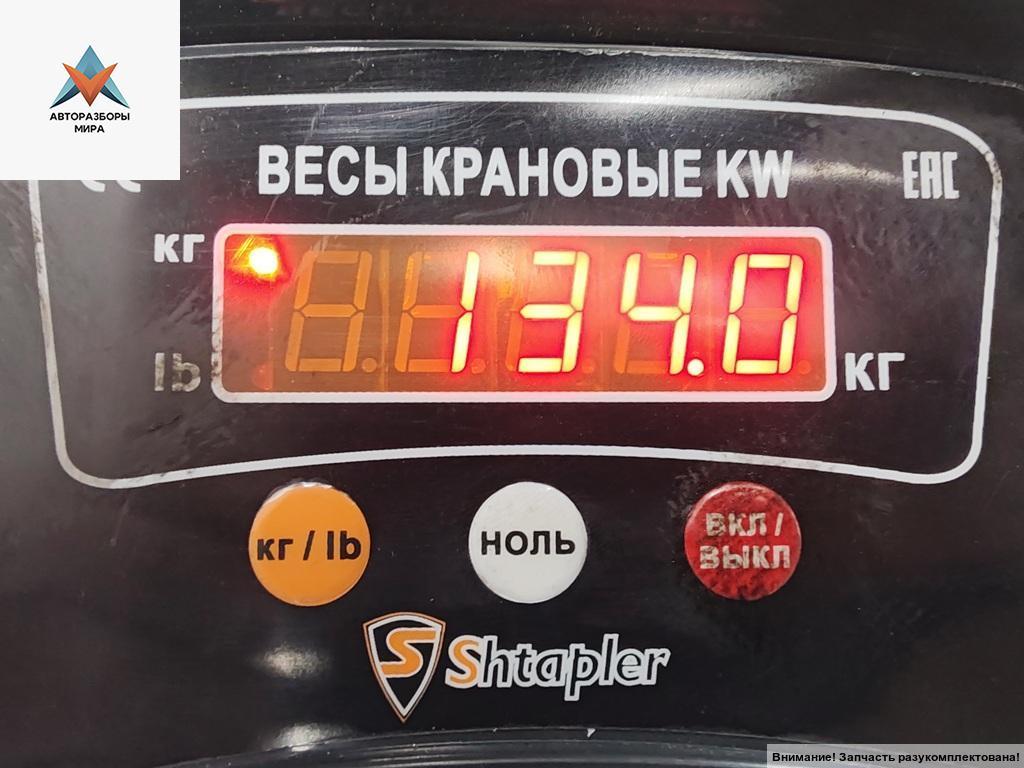 АВТОРАЗБОРЫ
МИРА
ВЕСЫ КРАНОВЫЕ KW
EAC
кг
134.0
lb
кг
кг / lb
НОЛЬ
ВКЛ /
ВЫКЛ
S Shtapler
Внимание! Запчасть разукомплектована!